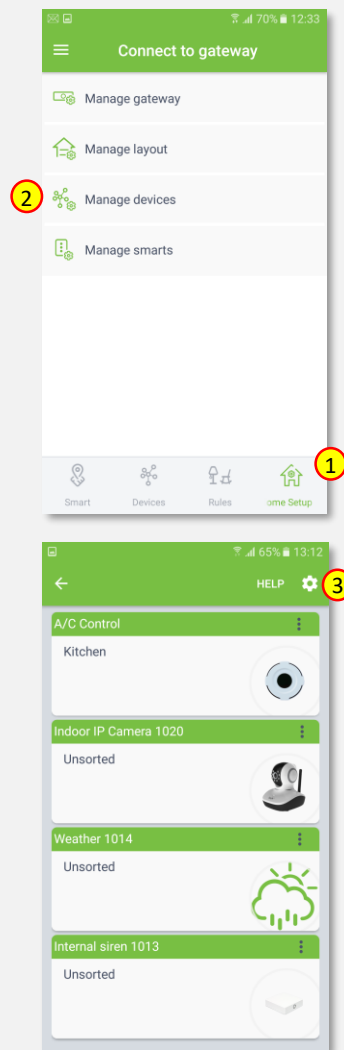 70% 12:33
Connect to gateway
Manage gateway
Manage layout
2
Manage devices
Manage smarts
1
Smart Devices Rules ome Setup
65% 13:12
HELP
3
A/C Control
Kitchen
Indoor IP Camera 1020
Unsorted
Weather 1014
Unsorted
Internal siren 1013
Unsorted